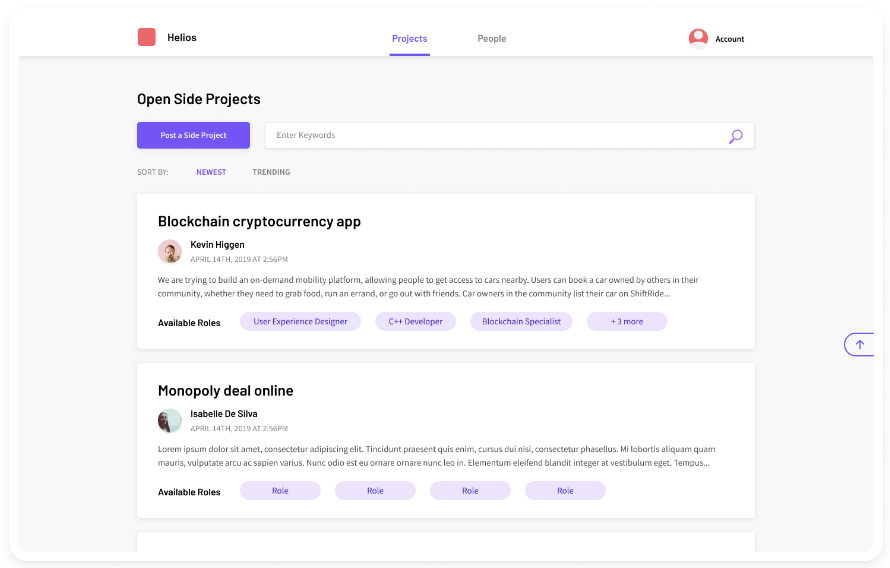 Helios
Projects
People
Account
Open Side Projects
Post a Side Project
Enter Keywords
SORT BY:
NEWEST
TRENDING
Blockchain cryptocurrency app
Kevin Higgen
APRIL 14TH, 2019 AT 2:56PM
We are trying to build an on-demand mobility platform, allowing people to get access to cars nearby. Users can book a car owned by others in their
community, whether they need to grab food, run an errand, or go out with friends. Car owners in the community list their car on ShiftRide...
Available Roles
User Experience Designer
C++ Developer
Blockchain Specialist
+ 3 more
Monopoly deal online
Isabelle De Silva
APRIL 14TH, 2019 AT 2:56PM
Lorem ipsum dolor sit amet, consectetur adipiscing elit. Tincidunt praesent quis enim, cursus dui nisi, consectetur phasellus. Mi lobortis aliquam quam
mauris, vulputate arcu ac sapien varius. Nunc odio est eu ornare ornare nunc leo in. Elementum eleifend blandit integer at vestibulum eget. Tempus...
Available Roles
Role
Role
Role
Role